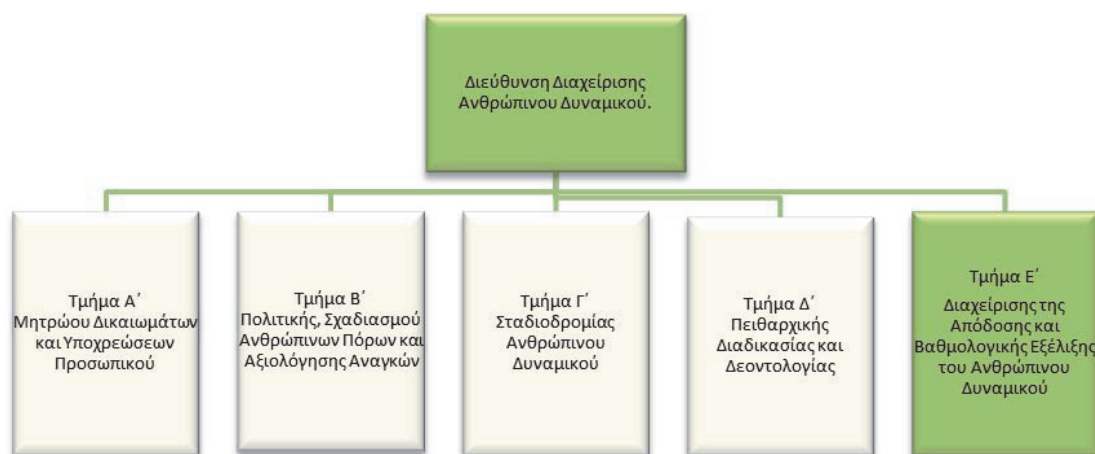 Διεύθυνση Διαχείρισης
Ανθρώπινου Δυναμικού.
Τμήμα Α΄
Μητρώου Δικαιωμάτων
και Υποχρεώσεων
Προσωπικού
Τμήμα Β΄
Πολιτικής, Σχαδιασμού
Ανθρώπινων Πόρων και
Αξιολόγησης Αναγκών
Τμήμα Γ΄
Σταδιοδρομίας
Ανθρώπινου
Δυναμικού
Τμήμα Δ΄
Πειθαρχικής
Διαδικασίας και
Δεοντολογίας
Τμήμα Ε΄
Διαχείρισης της
Απόδοσης και
Βαθμολογικής Εξέλιξης
του Ανθρώπινου
Δυναμικού